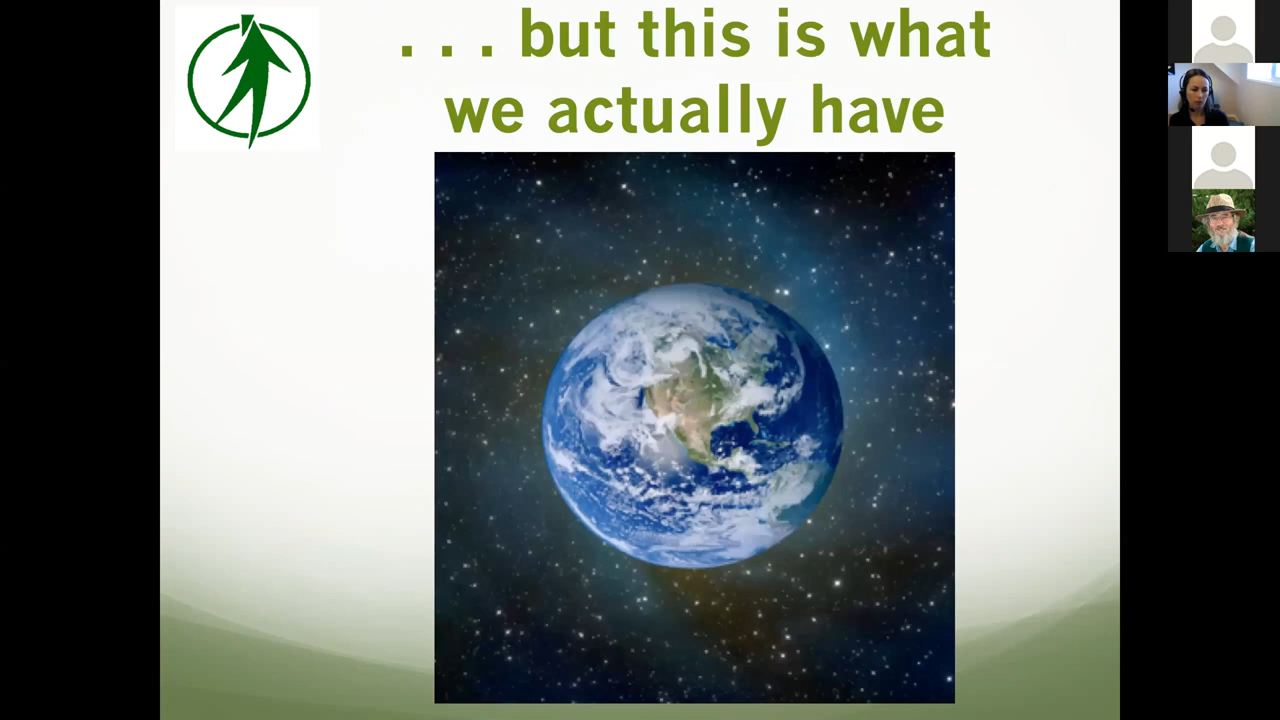 . . . but this is what
we actually have